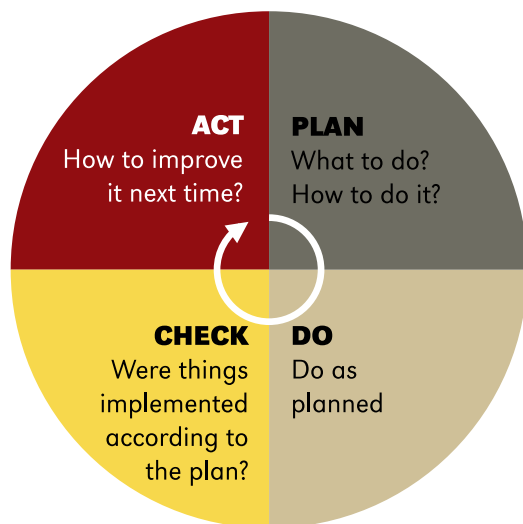 ACT
How to improve
it next time?
PLAN
What to do?
How to do it?
CHECK
Were things
implemented
according to
the plan?
DO
Do as
planned